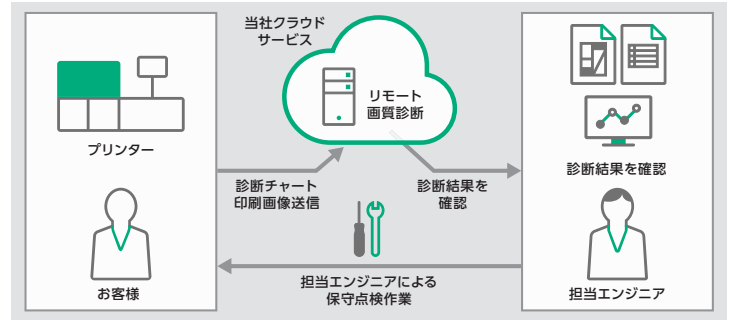 当社クラウド
サービス
リモート
画質診断
プリンター
診断チャート
印刷画像送信
診断結果を
確認
診断結果を確認
お客様
担当エンジニアによる
保守点検作業
担当エンジニア